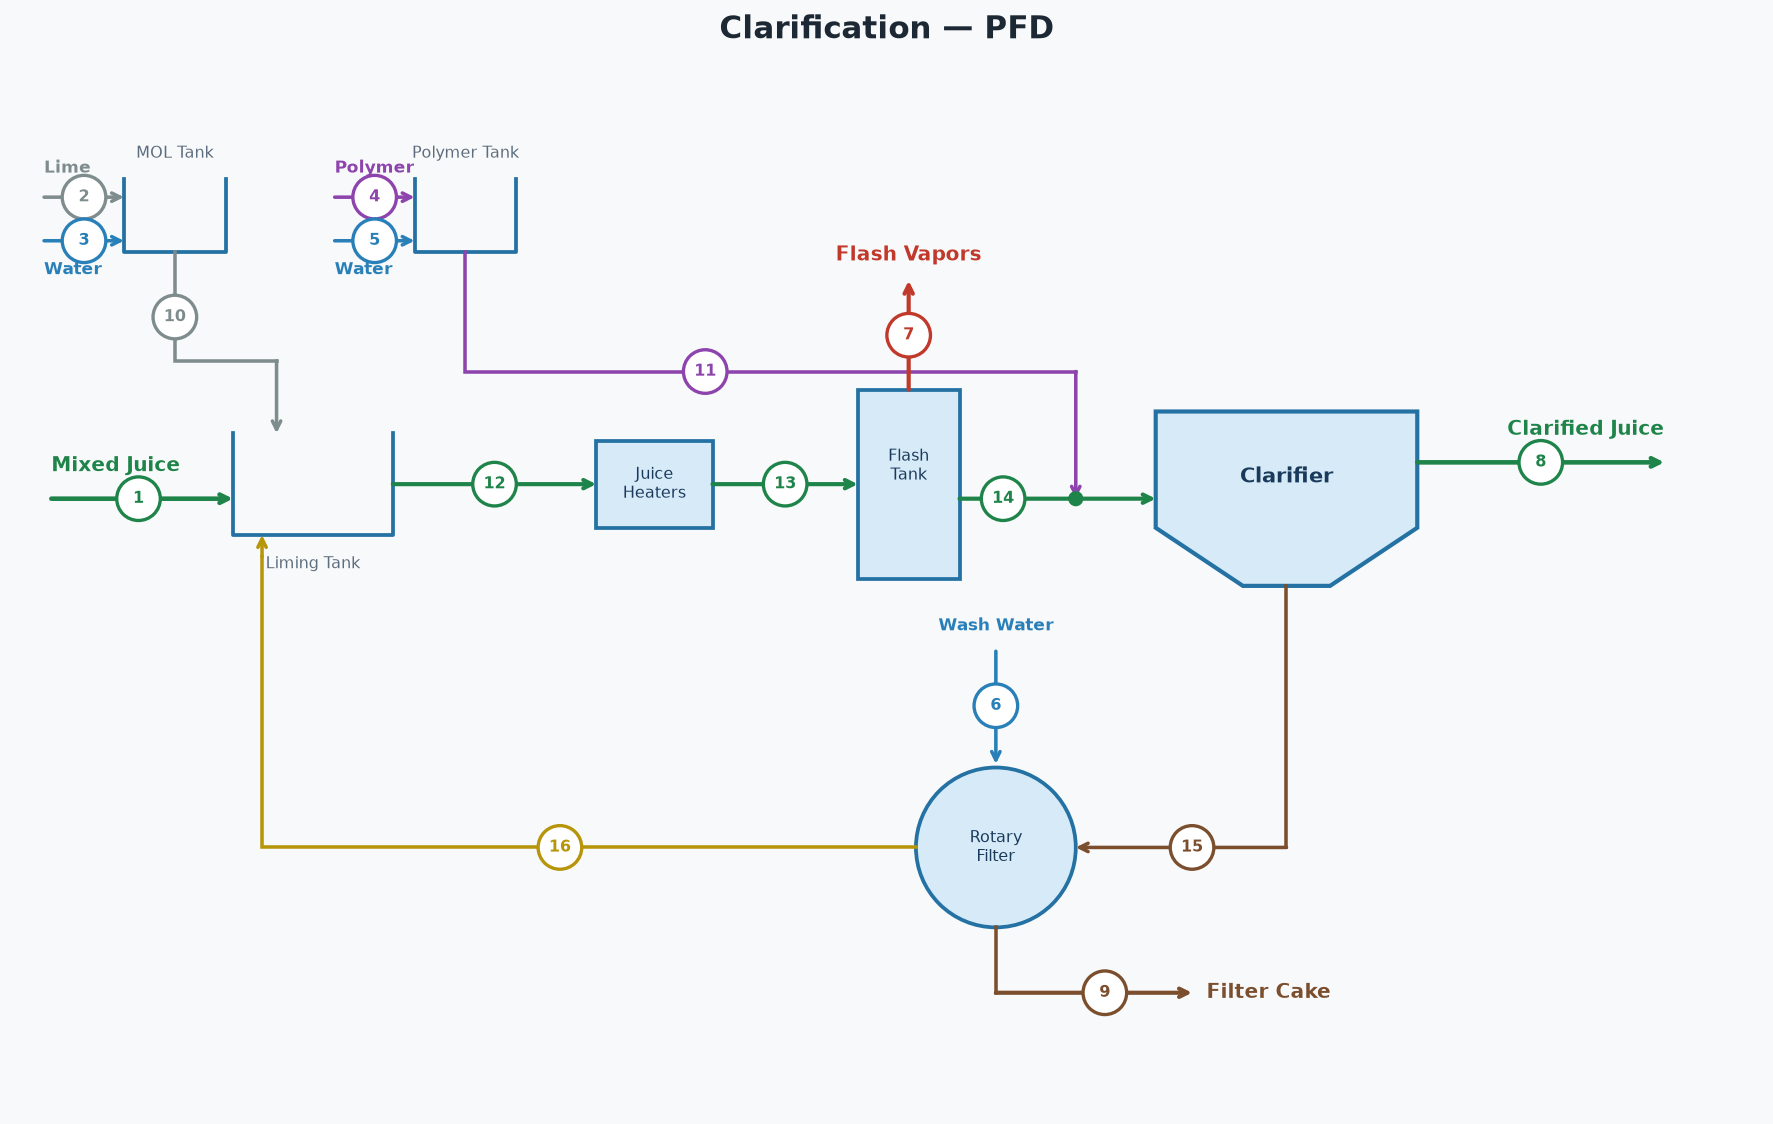 Clarification — PFD
MOL Tank
Polymer Tank
Lime
Polymer
2
4
3
5
Water
Water
Flash Vapors
10
7
11
Mixed Juice
1
12
Juice
Heaters
13
Flash
Tank
14
Clarifier
Clarified Juice
8
Liming Tank
Wash Water
6
16
Rotary
Filter
15
9
Filter Cake